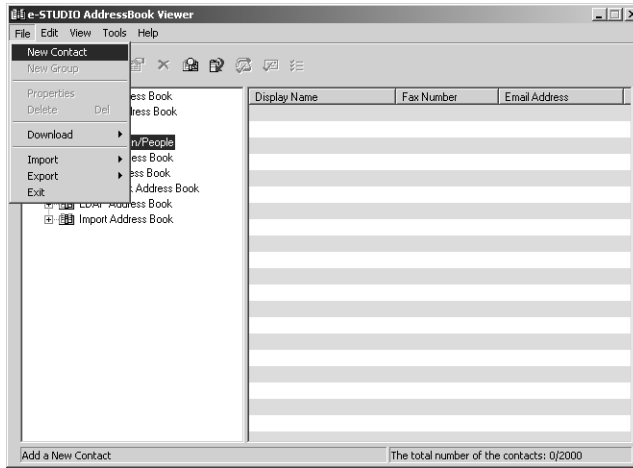 e-STUDIO AddressBook Viewer
File Edit View Tools Help
New Contact
New Group
Properties
Delete Del
Download
Import
Export
Exit
ess Book
ress Book
n/People
ess Book
ess Book
Address Book
LDAP Address Book
Import Address Book
Display Name Fax Number Email Address
Add a New Contact
The total number of the contacts: 0/2000